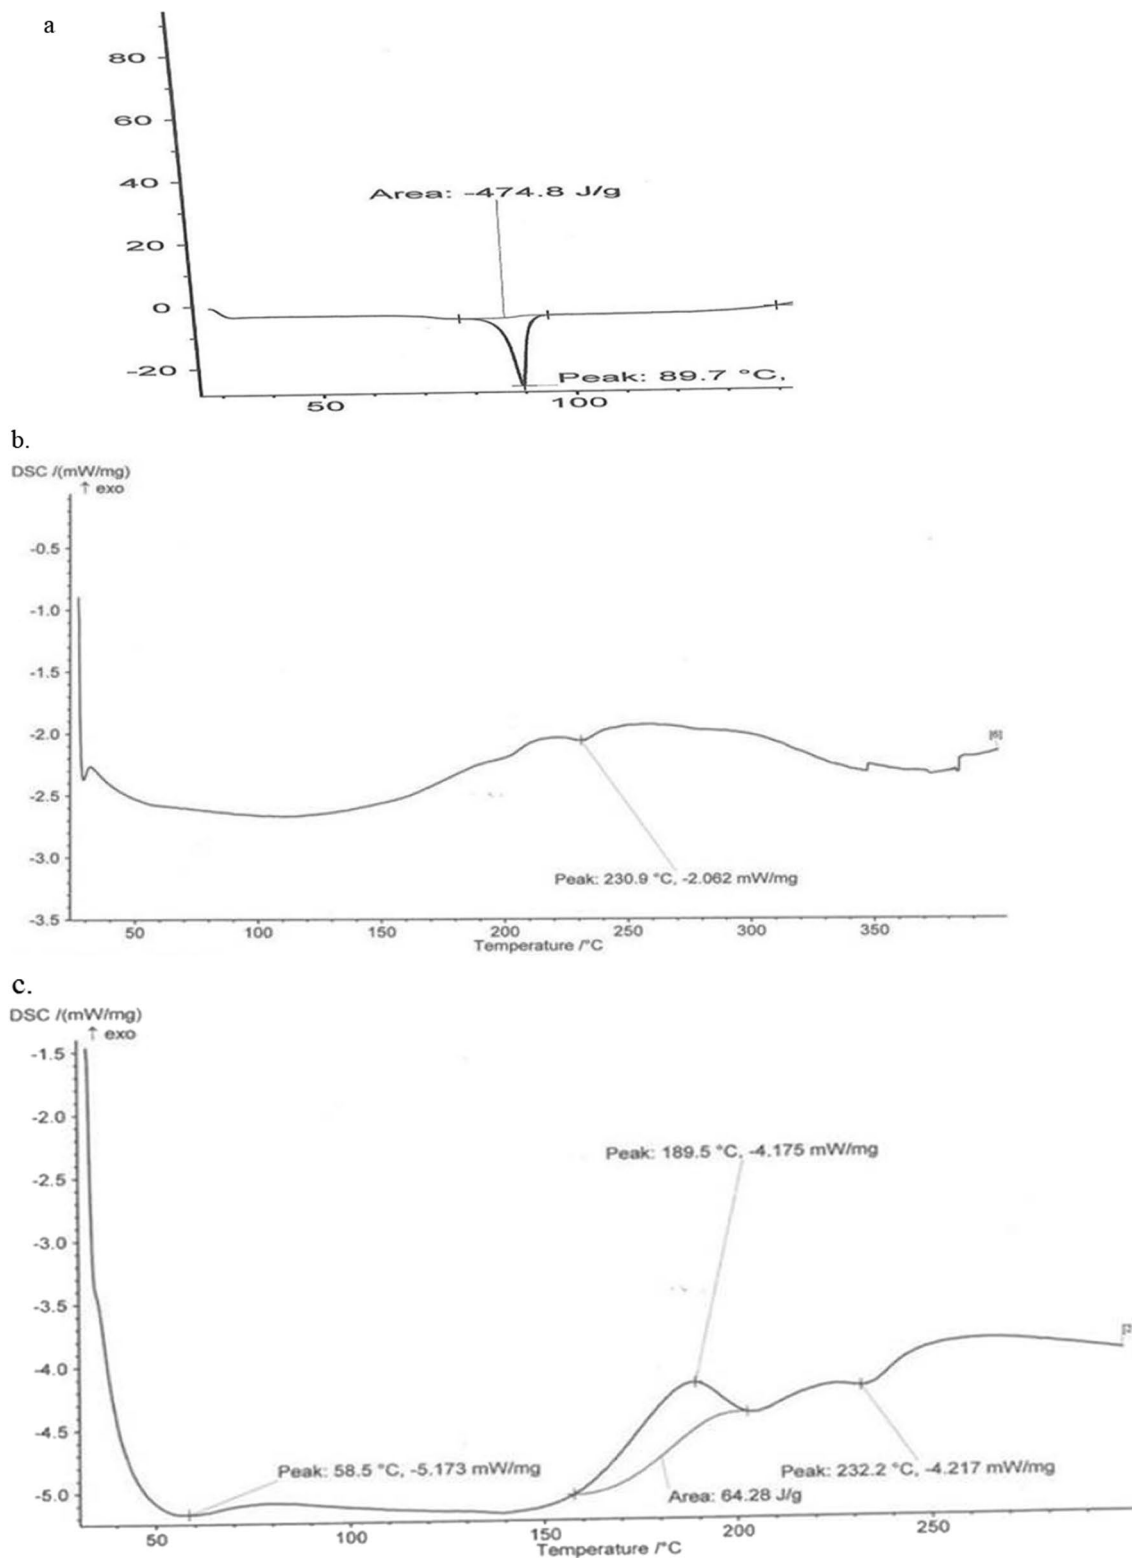 a
80
60
40
20
0
-20
Area: -474.8 J/g
Peak: 89.7 °C,
50
100
b.
DSC /(mW/mg)
↑ exo
-0.5
-1.0
-1.5
-2.0
-2.5
-3.0
-3.5
Peak: 230.9 °C, -2.062 mW/mg
50
100
150
200
250
300
350
Temperature /°C
c.
DSC /(mW/mg)
↑ exo
-1.5
-2.0
-2.5
-3.0
-3.5
-4.0
-4.5
-5.0
Peak: 189.5 °C, -4.175 mW/mg
Peak: 58.5 °C, -5.173 mW/mg
Peak: 232.2 °C, -4.217 mW/mg
Area: 64.28 J/g
50
100
150
200
250
Temperature /°C